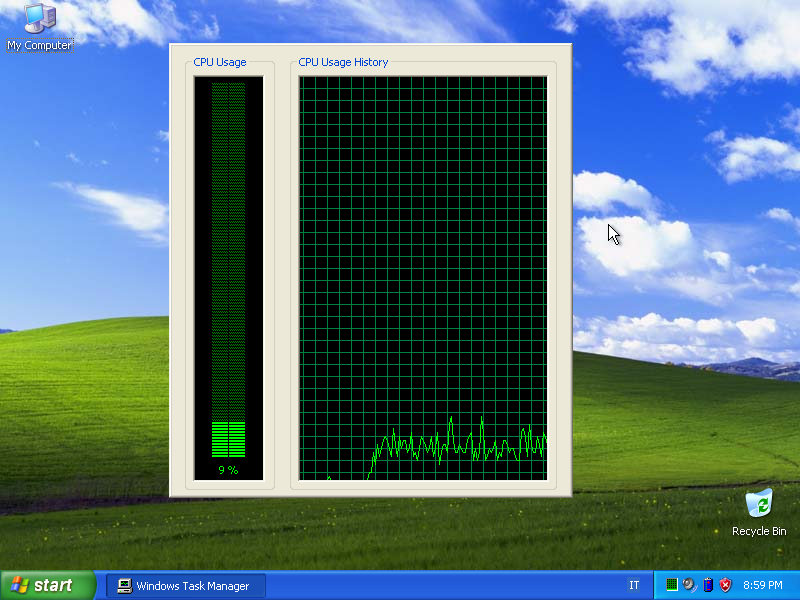 My Computer
CPU Usage
CPU Usage History
9 %
Recycle Bin
start
Windows Task Manager
IT
8:59 PM